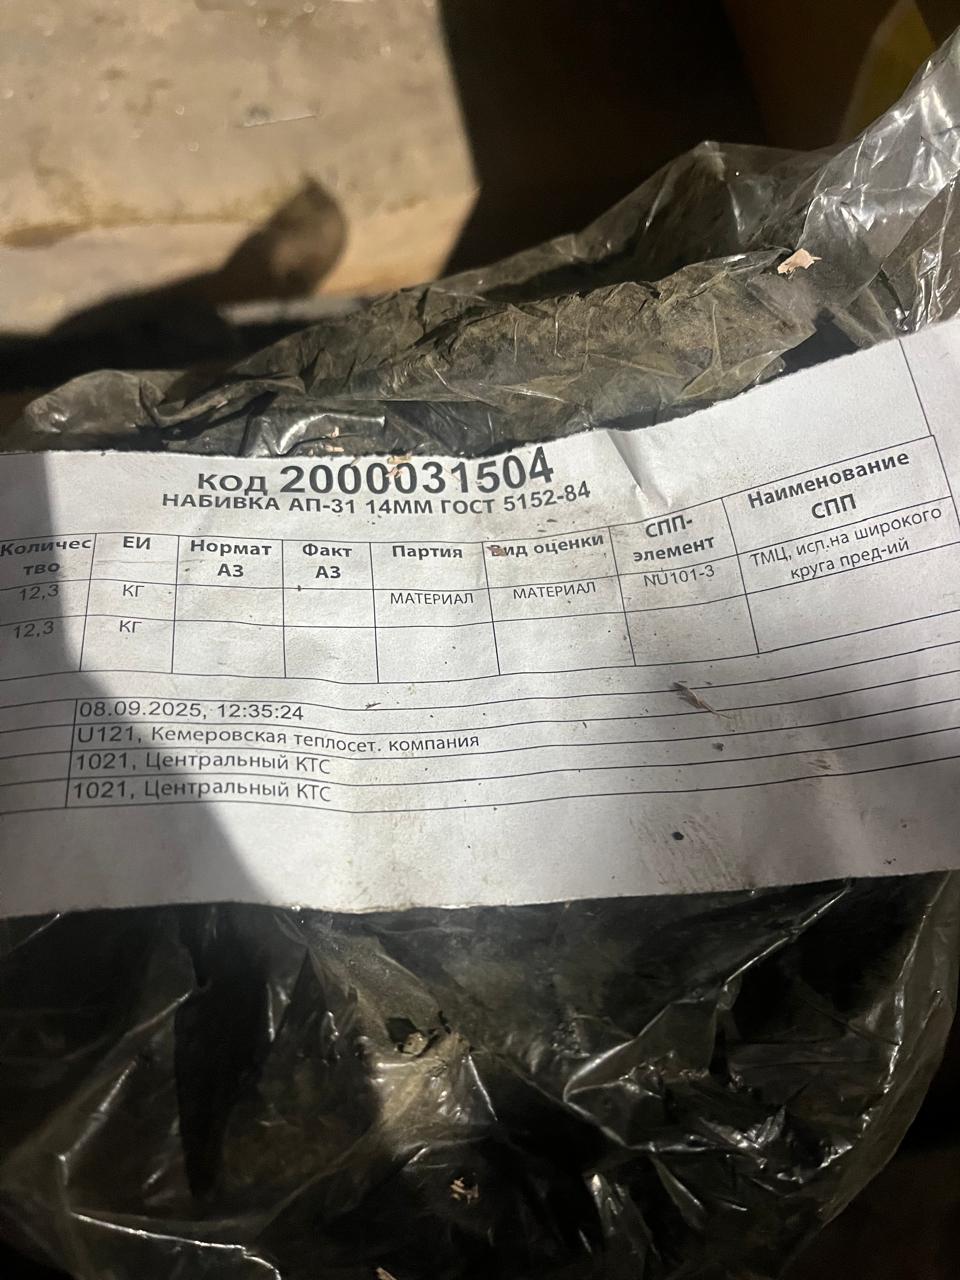 Код 2000031504
НАБИВКА АП-31 14ММ ГОСТ 5152-84
Количес
тво
ЕИ
Нормат
АЗ
Факт
АЗ
Партия
Вид оценки
СПП-
элемент
Наименование
СПП
12,3
КГ
МАТЕРИАЛ
МАТЕРИАЛ
NU101-3
ТМЦ, исп.на широкого
круга пред-ий
12,3
КГ
08.09.2025, 12:35:24
U121, Кемеровская теплосет. компания
1021, Центральный КТС
1021, Центральный КТС